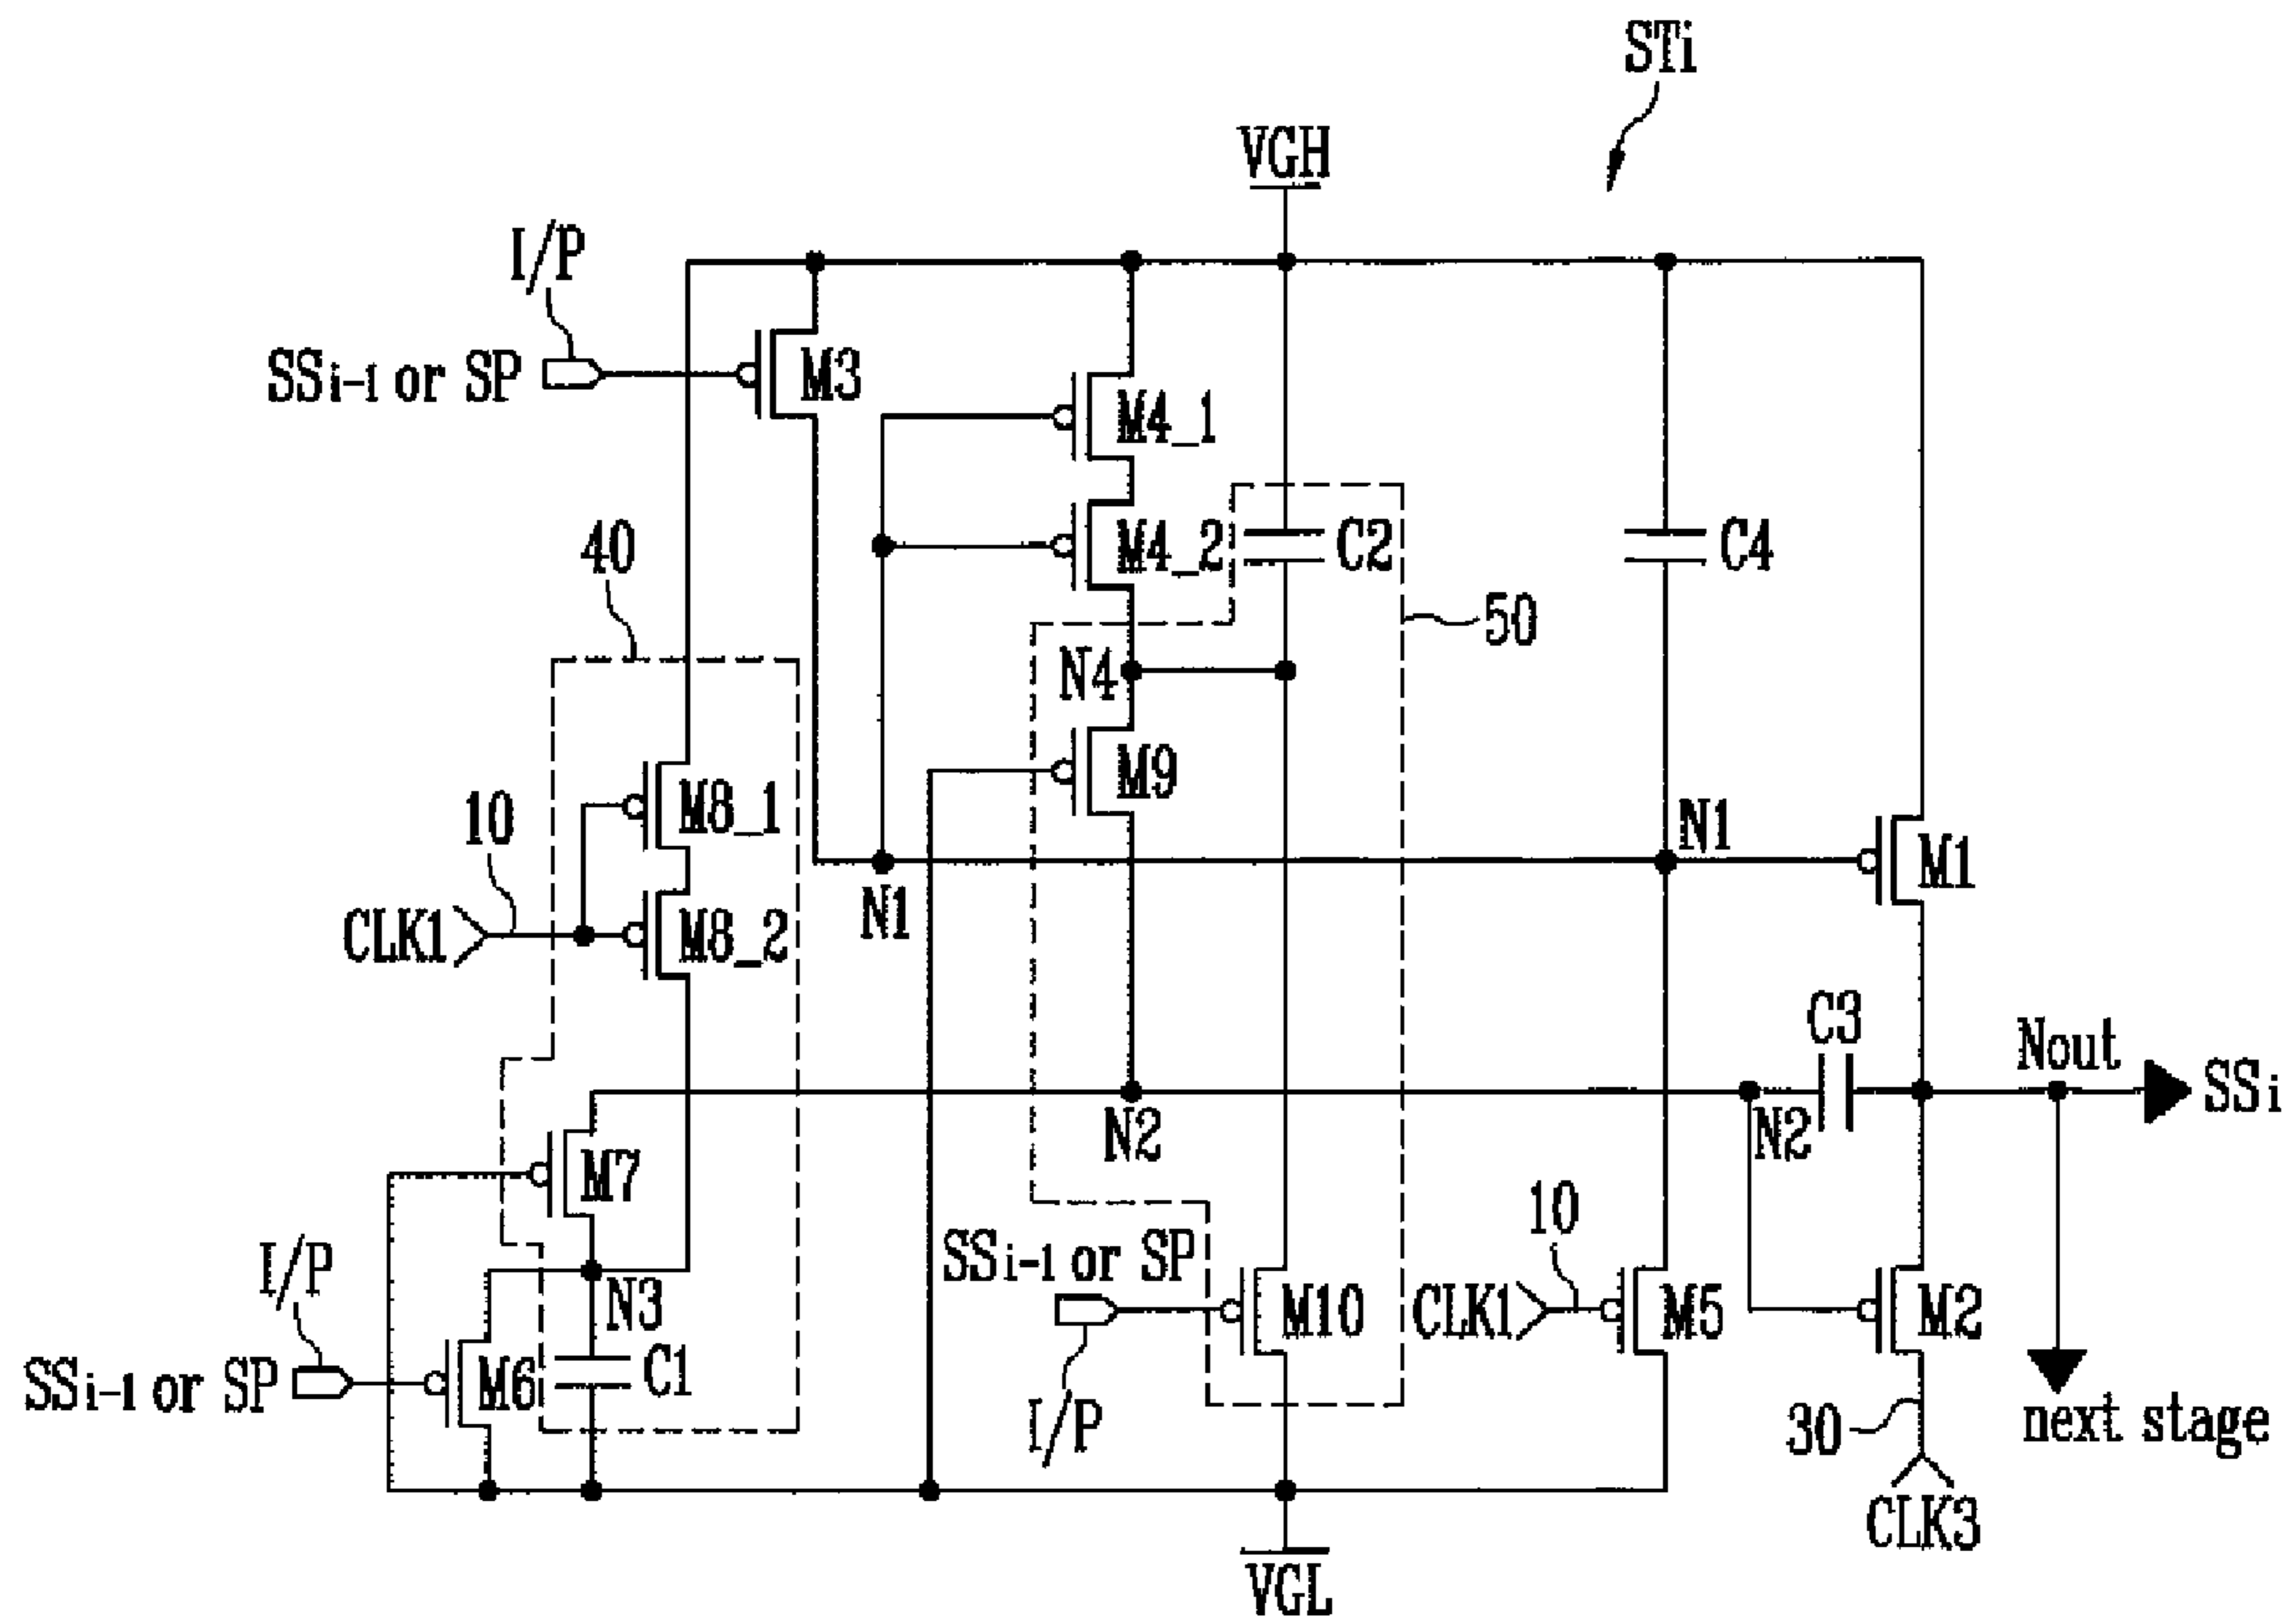 STi
VGH
I/P
SSi-1 or SP
M3
M4_1
M4_2
C2
C4
40
50
N4
M9
M8_1
10
CLK1
M8_2
N1
N1
M1
C3
Nout
SSi
N2
N2
M7
I/P
N3
SSi-1 or SP
M6
C1
SSi-1 or SP
M10
I/P
10
CLK1
M5
M2
30
next stage
CLK3
VGL